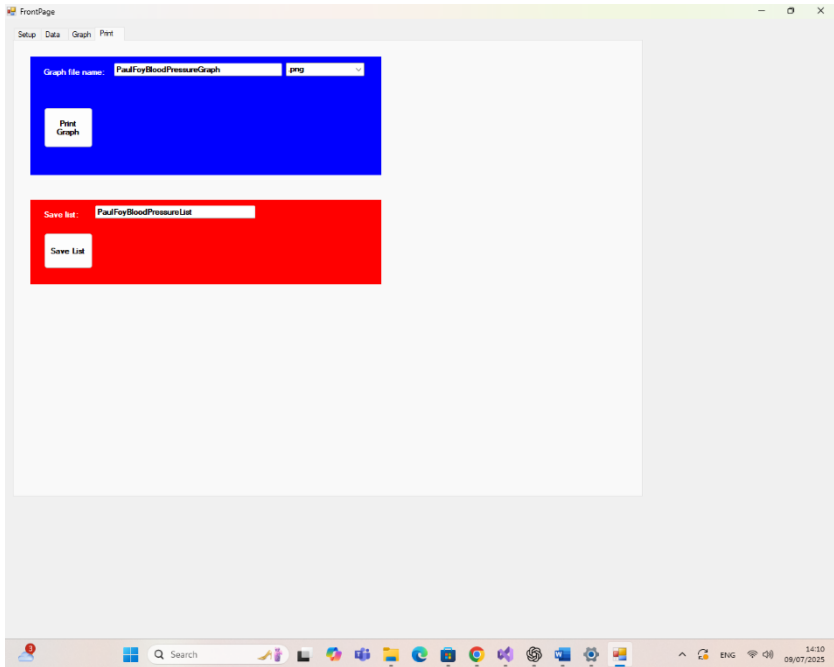 FrontPage
Setup Data Graph Print
Graph file name: PaulFoyBloodPressureGraph png
Print
Graph
Save list: PaulFoyBloodPressureList
Save List
3
Search
ENG
14:10
09/07/2025